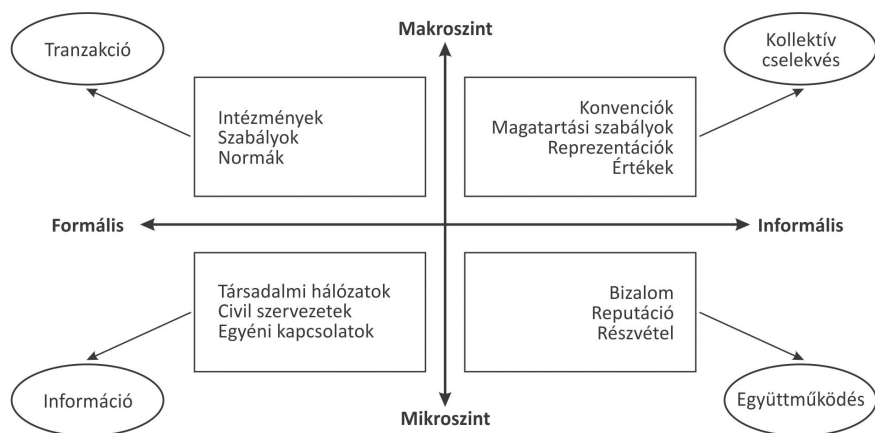 Makroszint
Tranzakció
Kollektív
cselekvés
Intézmények
Szabályok
Normák
Konvenciók
Magatartási szabályok
Reprezentációk
Értékek
Formális
Informális
Társadalmi hálózatok
Civil szervezetek
Egyéni kapcsolatok
Bizalom
Reputáció
Részvétel
Információ
Együttműködés
Mikroszint